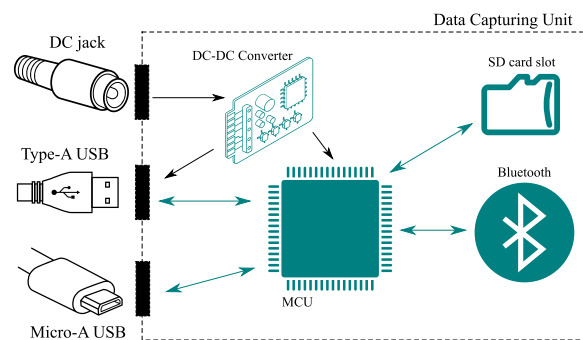 Data Capturing Unit
DC jack
DC-DC Converter
SD card slot
Type-A USB
Bluetooth
MCU
Micro-A USB